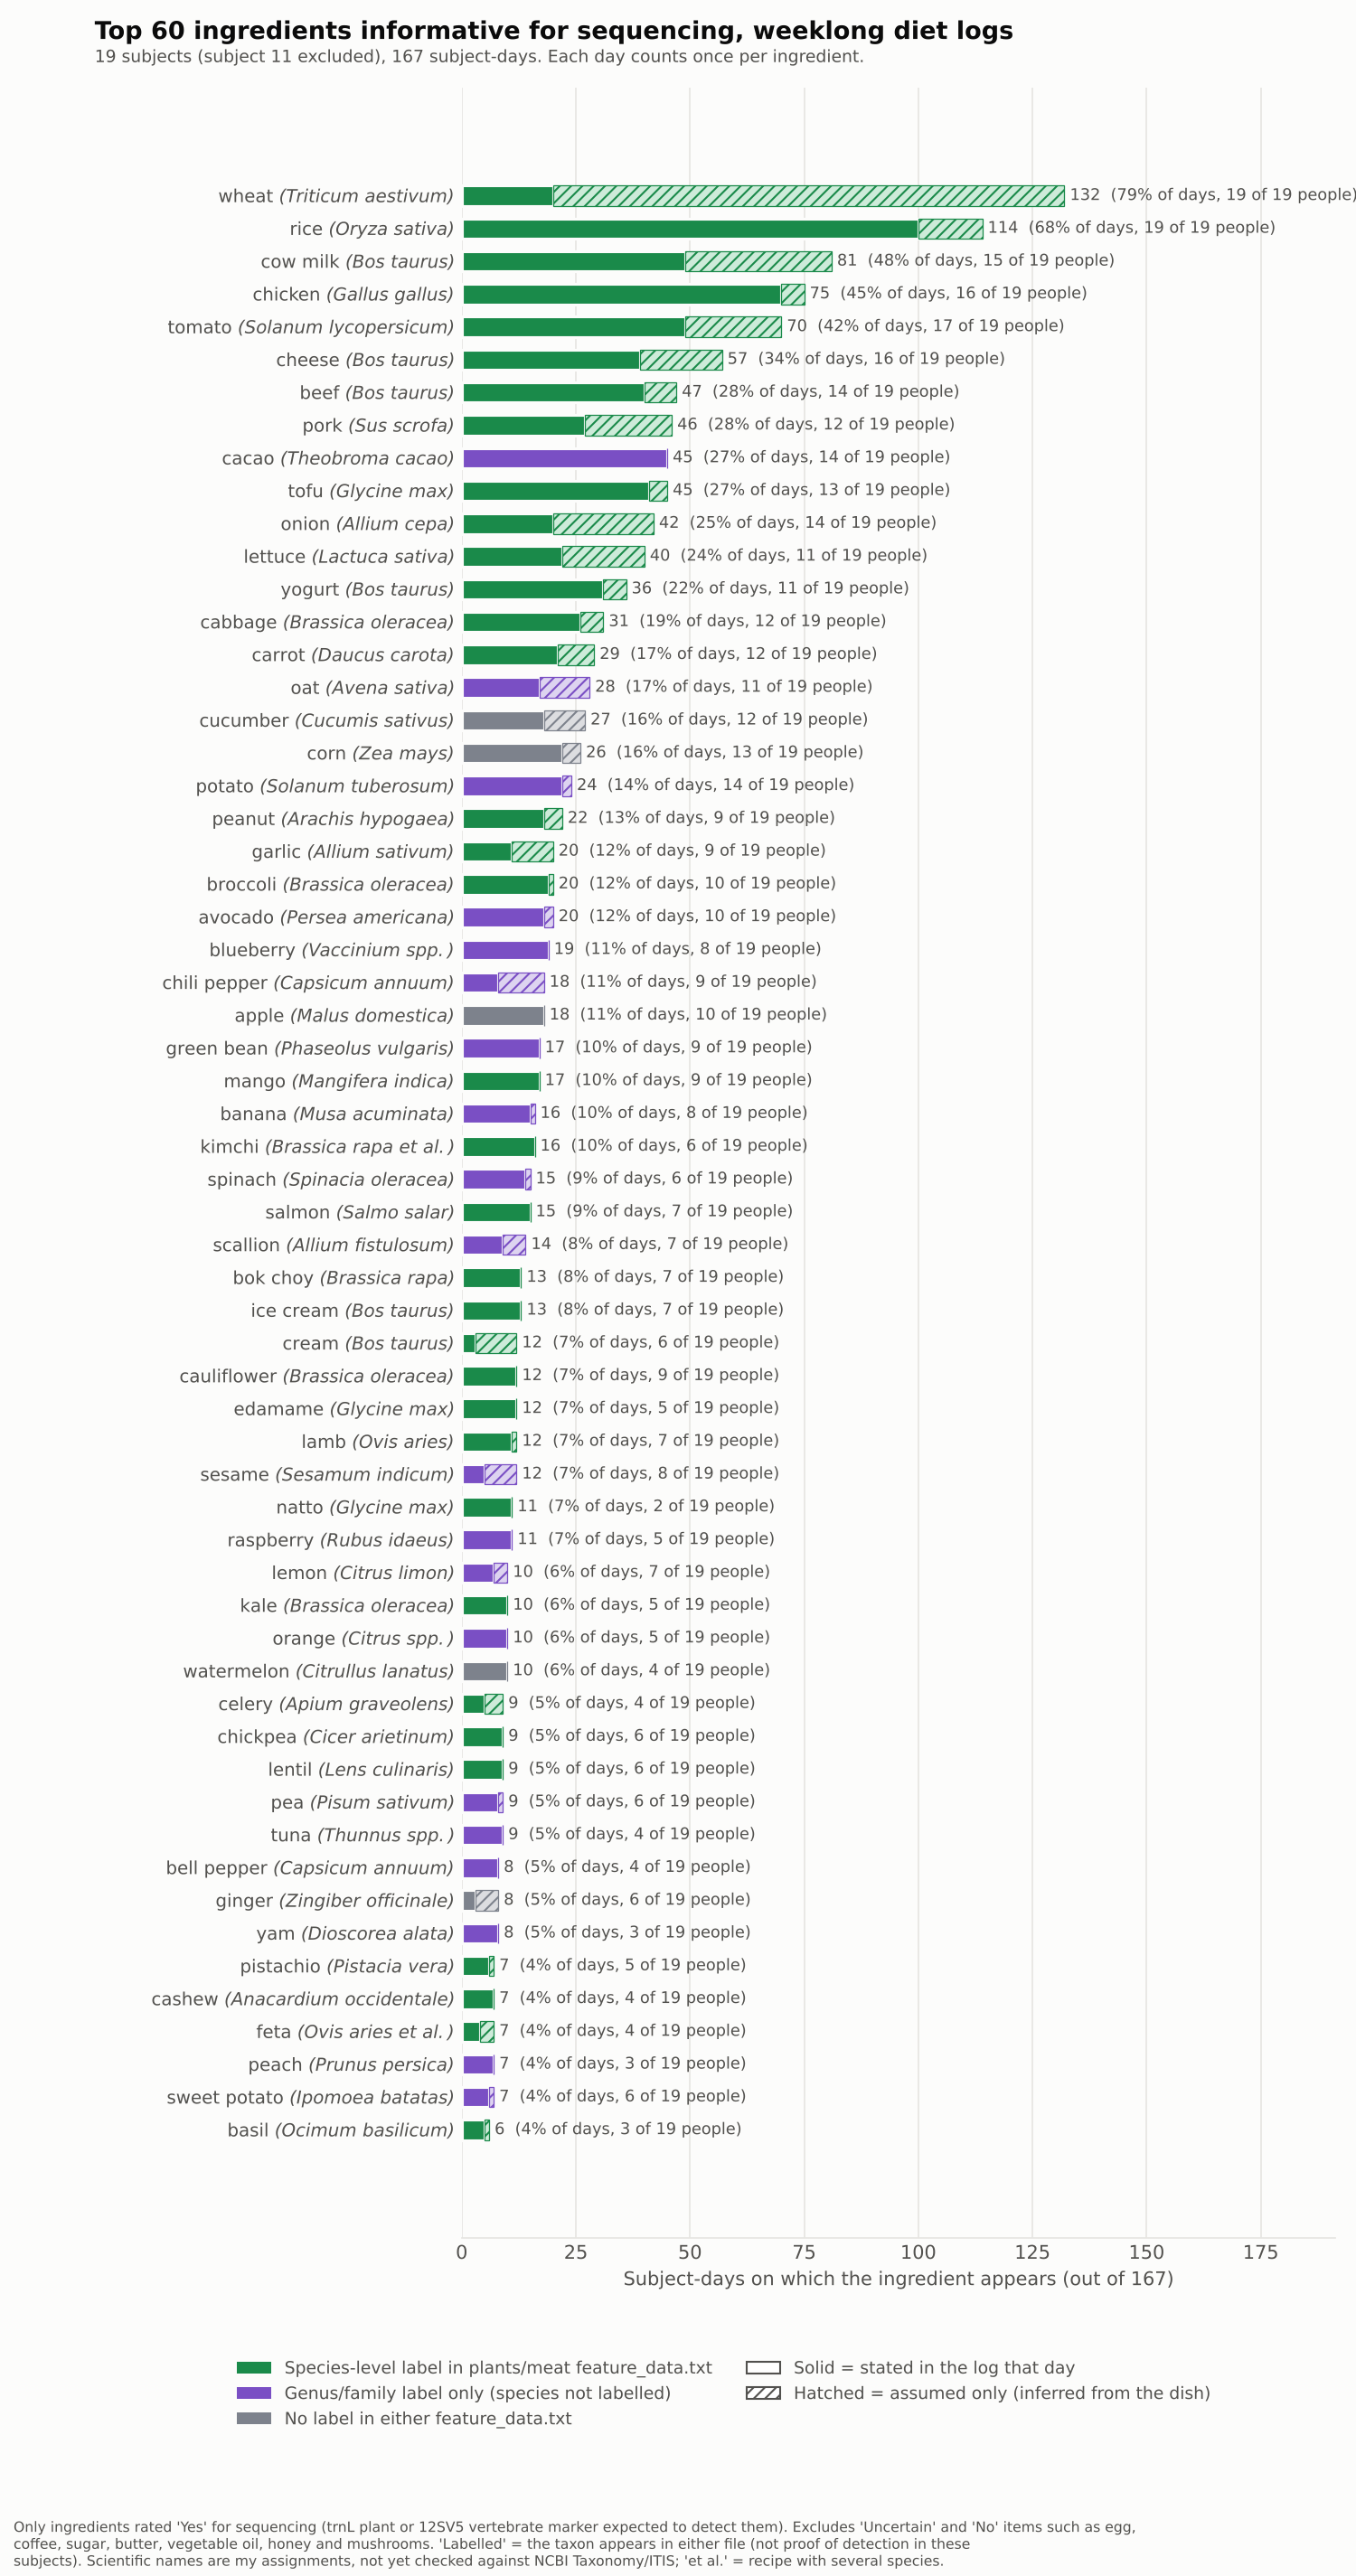 Top 60 ingredients informative for sequencing, weeklong diet logs
19 subjects (subject 11 excluded), 167 subject-days. Each day counts once per ingredient.
wheat (Triticum aestivum) 132 (79% of days, 19 of 19 people)
rice (Oryza sativa) 114 (68% of days, 19 of 19 people)
cow milk (Bos taurus) 81 (48% of days, 15 of 19 people)
chicken (Gallus gallus) 75 (45% of days, 16 of 19 people)
tomato (Solanum lycopersicum) 70 (42% of days, 17 of 19 people)
cheese (Bos taurus) 57 (34% of days, 16 of 19 people)
beef (Bos taurus) 47 (28% of days, 14 of 19 people)
pork (Sus scrofa) 46 (28% of days, 12 of 19 people)
cacao (Theobroma cacao) 45 (27% of days, 14 of 19 people)
tofu (Glycine max) 45 (27% of days, 13 of 19 people)
onion (Allium cepa) 42 (25% of days, 14 of 19 people)
lettuce (Lactuca sativa) 40 (24% of days, 11 of 19 people)
yogurt (Bos taurus) 36 (22% of days, 11 of 19 people)
cabbage (Brassica oleracea) 31 (19% of days, 12 of 19 people)
carrot (Daucus carota) 29 (17% of days, 12 of 19 people)
oat (Avena sativa) 28 (17% of days, 11 of 19 people)
cucumber (Cucumis sativus) 27 (16% of days, 12 of 19 people)
corn (Zea mays) 26 (16% of days, 13 of 19 people)
potato (Solanum tuberosum) 24 (14% of days, 14 of 19 people)
peanut (Arachis hypogaea) 22 (13% of days, 9 of 19 people)
garlic (Allium sativum) 20 (12% of days, 9 of 19 people)
broccoli (Brassica oleracea) 20 (12% of days, 10 of 19 people)
avocado (Persea americana) 20 (12% of days, 10 of 19 people)
blueberry (Vaccinium spp.) 19 (11% of days, 8 of 19 people)
chili pepper (Capsicum annuum) 18 (11% of days, 9 of 19 people)
apple (Malus domestica) 18 (11% of days, 10 of 19 people)
green bean (Phaseolus vulgaris) 17 (10% of days, 9 of 19 people)
mango (Mangifera indica) 17 (10% of days, 9 of 19 people)
banana (Musa acuminata) 16 (10% of days, 8 of 19 people)
kimchi (Brassica rapa et al.) 16 (10% of days, 6 of 19 people)
spinach (Spinacia oleracea) 15 (9% of days, 6 of 19 people)
salmon (Salmo salar) 15 (9% of days, 7 of 19 people)
scallion (Allium fistulosum) 14 (8% of days, 7 of 19 people)
bok choy (Brassica rapa) 13 (8% of days, 7 of 19 people)
ice cream (Bos taurus) 13 (8% of days, 7 of 19 people)
cream (Bos taurus) 12 (7% of days, 6 of 19 people)
cauliflower (Brassica oleracea) 12 (7% of days, 9 of 19 people)
edamame (Glycine max) 12 (7% of days, 5 of 19 people)
lamb (Ovis aries) 12 (7% of days, 7 of 19 people)
sesame (Sesamum indicum) 12 (7% of days, 8 of 19 people)
natto (Glycine max) 11 (7% of days, 2 of 19 people)
raspberry (Rubus idaeus) 11 (7% of days, 5 of 19 people)
lemon (Citrus limon) 10 (6% of days, 7 of 19 people)
kale (Brassica oleracea) 10 (6% of days, 5 of 19 people)
orange (Citrus spp.) 10 (6% of days, 5 of 19 people)
watermelon (Citrullus lanatus) 10 (6% of days, 4 of 19 people)
celery (Apium graveolens) 9 (5% of days, 4 of 19 people)
chickpea (Cicer arietinum) 9 (5% of days, 6 of 19 people)
lentil (Lens culinaris) 9 (5% of days, 6 of 19 people)
pea (Pisum sativum) 9 (5% of days, 6 of 19 people)
tuna (Thunnus spp.) 9 (5% of days, 4 of 19 people)
bell pepper (Capsicum annuum) 8 (5% of days, 4 of 19 people)
ginger (Zingiber officinale) 8 (5% of days, 6 of 19 people)
yam (Dioscorea alata) 8 (5% of days, 3 of 19 people)
pistachio (Pistacia vera) 7 (4% of days, 5 of 19 people)
cashew (Anacardium occidentale) 7 (4% of days, 4 of 19 people)
feta (Ovis aries et al.) 7 (4% of days, 4 of 19 people)
peach (Prunus persica) 7 (4% of days, 3 of 19 people)
sweet potato (Ipomoea batatas) 7 (4% of days, 6 of 19 people)
basil (Ocimum basilicum) 6 (4% of days, 3 of 19 people)
0 25 50 75 100 125 150 175
Subject-days on which the ingredient appears (out of 167)
Species-level label in plants/meat feature_data.txt
Genus/family label only (species not labelled)
No label in either feature_data.txt
Solid = stated in the log that day
Hatched = assumed only (inferred from the dish)
Only ingredients rated 'Yes' for sequencing (trnL plant or 12SV5 vertebrate marker expected to detect them). Excludes 'Uncertain' and 'No' items such as egg,
coffee, sugar, butter, vegetable oil, honey and mushrooms. 'Labelled' = the taxon appears in either file (not proof of detection in these
subjects). Scientific names are my assignments, not yet checked against NCBI Taxonomy/ITIS; 'et al.' = recipe with several species.